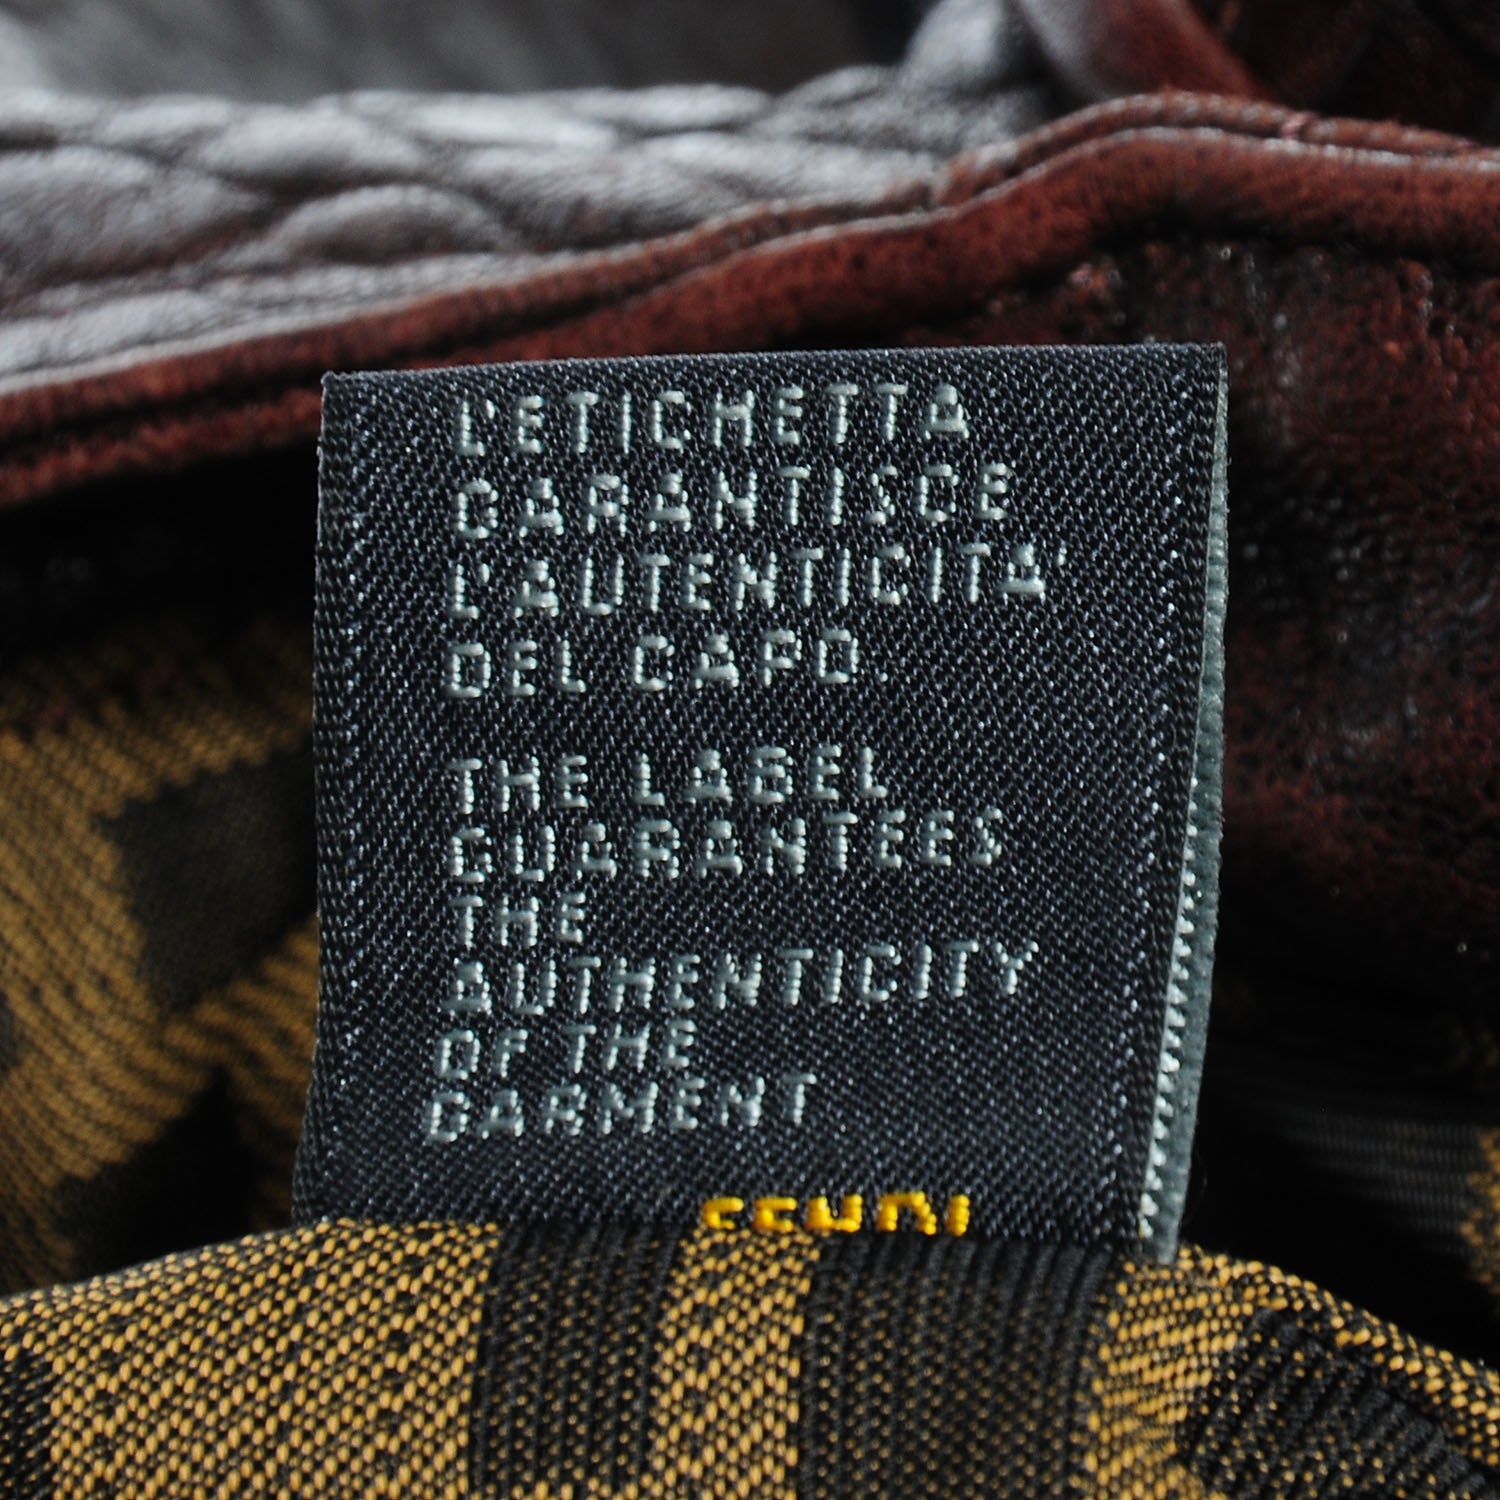 L'ETICHETTA
GARANTISCE
L'AUTENTICITA'
DEL CAPO.
THE LABEL
GUARANTEES
THE
AUTHENTICITY
OF THE
GARMENT